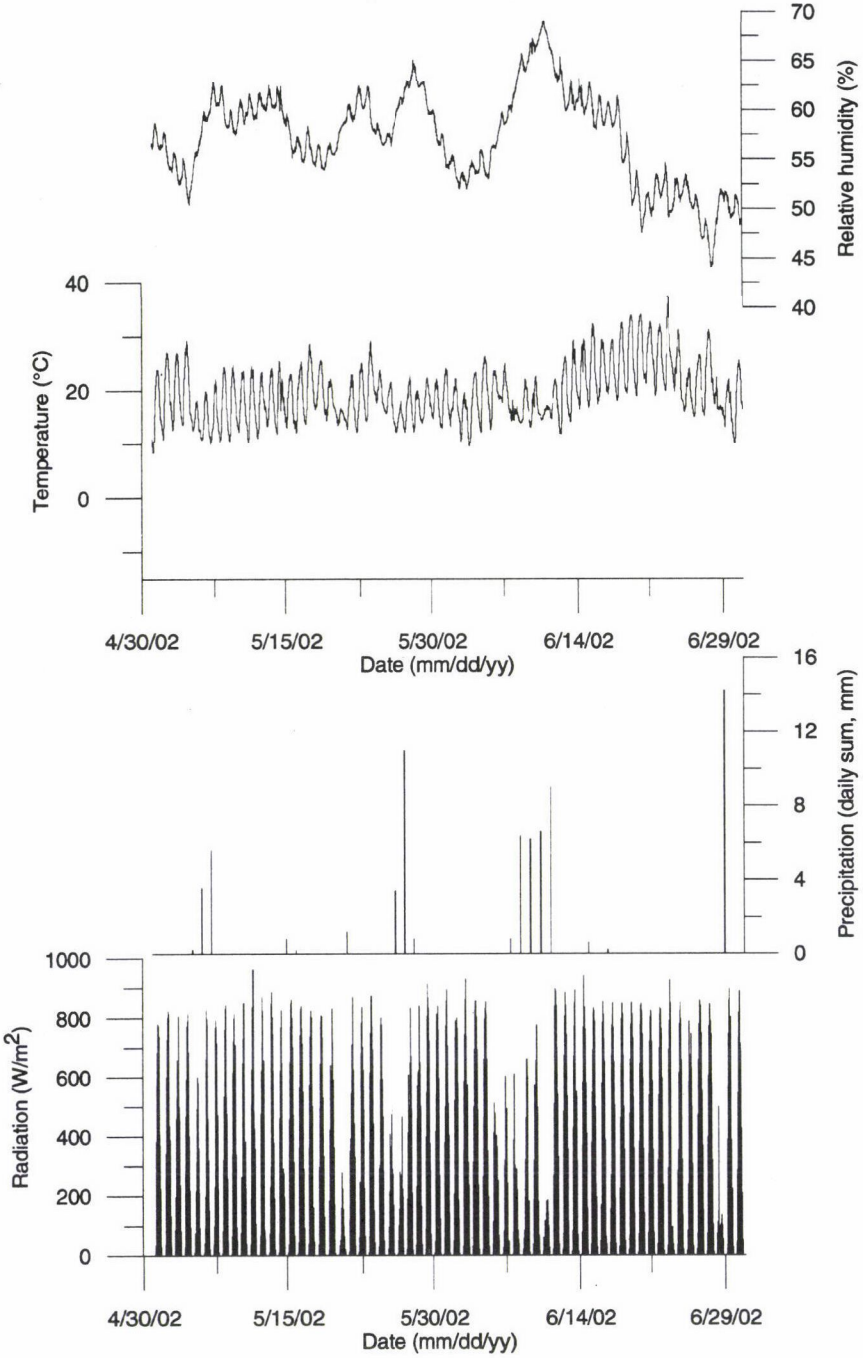 70
65
60
55
50
45
40
Relative humidity (%)
40
20
0
Temperature (°C)
4/30/02 5/15/02 5/30/02 6/14/02 6/29/02
Date (mm/dd/yy)
16
12
8
4
0
Precipitation (daily sum, mm)
1000
800
600
400
200
0
Radiation (W/m²)
4/30/02 5/15/02 5/30/02 6/14/02 6/29/02
Date (mm/dd/yy)